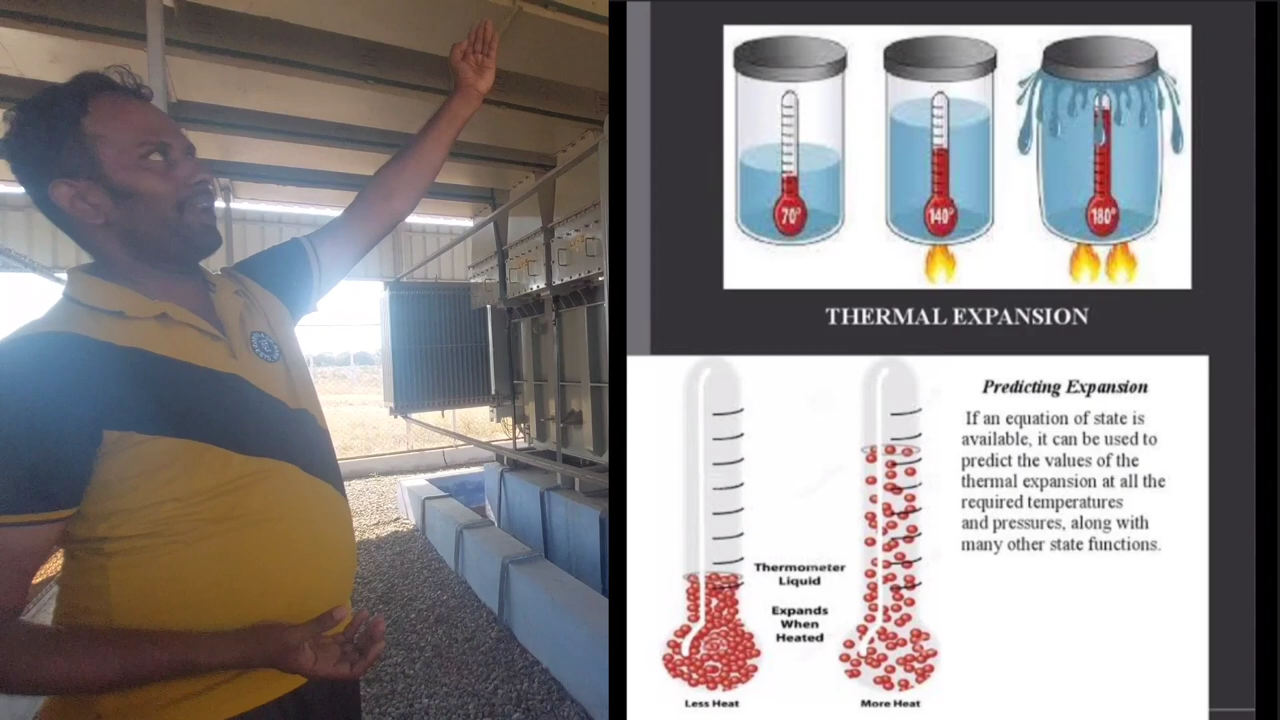 70°
140°
180°
THERMAL EXPANSION
Predicting Expansion
If an equation of state is
available, it can be used to
predict the values of the
thermal expansion at all the
required temperatures
and pressures, along with
many other state functions.
Thermometer
Liquid
Expands
When
Heated
Less Heat
More Heat